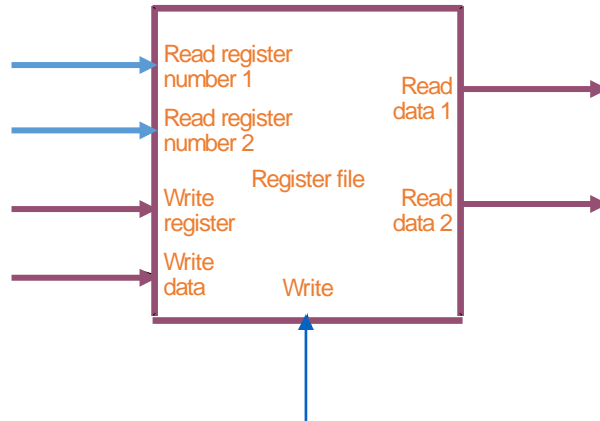 Read register
number 1
Read register
number 2
Register file
Write
register
Write
data
Write
Read
data 1
Read
data 2